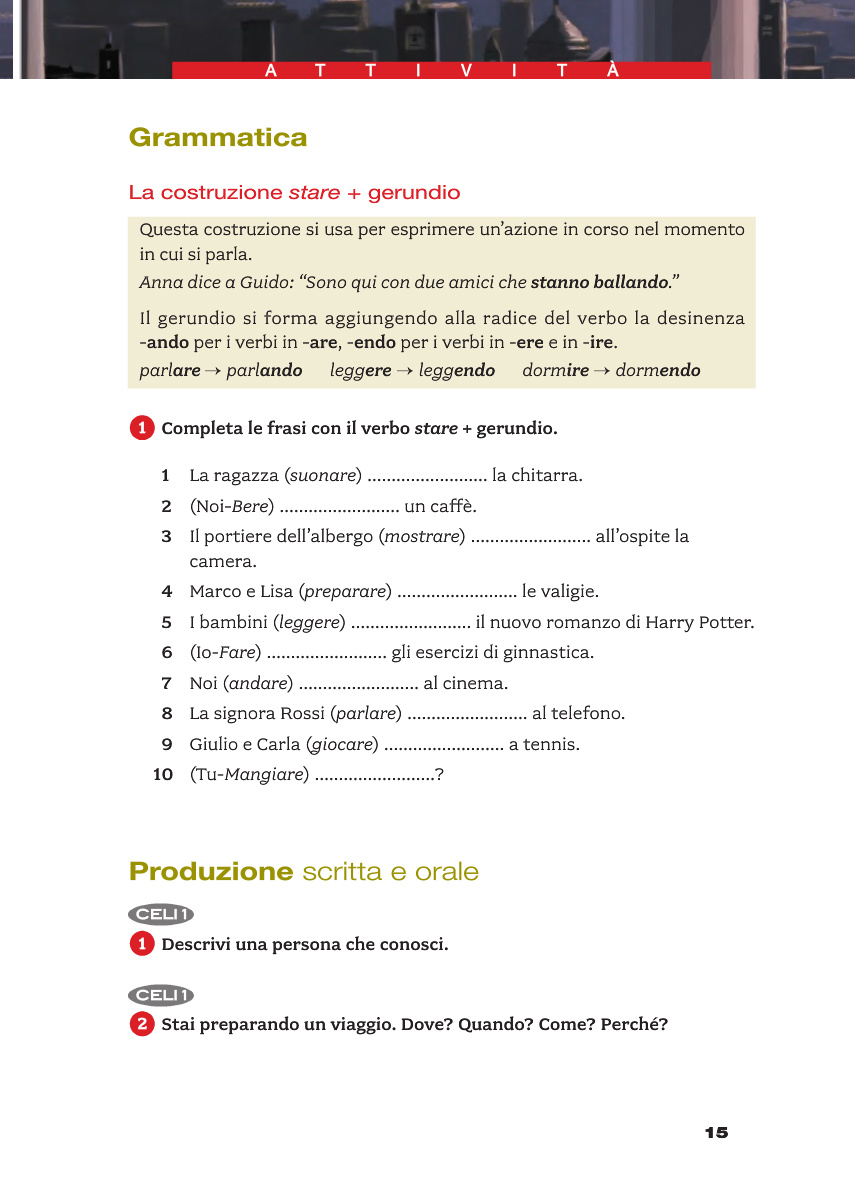 ATTIVITÀ
Grammatica
La costruzione stare + gerundio
Questa costruzione si usa per esprimere un'azione in corso nel momento
in cui si parla.
Anna dice a Guido: “Sono qui con due amici che stanno ballando.”
Il gerundio si forma aggiungendo alla radice del verbo la desinenza
-ando per i verbi in -are, -endo per i verbi in -ere e in -ire.
parlare → parlando leggere → leggendo dormire → dormendo
1 Completa le frasi con il verbo stare + gerundio.
1 La ragazza (suonare) ......................... la chitarra.
2 (Noi-Bere) ......................... un caffè.
3 Il portiere dell'albergo (mostrare) ......................... all'ospite la
camera.
4 Marco e Lisa (preparare) ......................... le valigie.
5 I bambini (leggere) ......................... il nuovo romanzo di Harry Potter.
6 (Io-Fare) ......................... gli esercizi di ginnastica.
7 Noi (andare) ......................... al cinema.
8 La signora Rossi (parlare) ......................... al telefono.
9 Giulio e Carla (giocare) ......................... a tennis.
10 (Tu-Mangiare) .........................?
Produzione scritta e orale
CELI 1
1 Descrivi una persona che conosci.
CELI 1
2 Stai preparando un viaggio. Dove? Quando? Come? Perché?
15